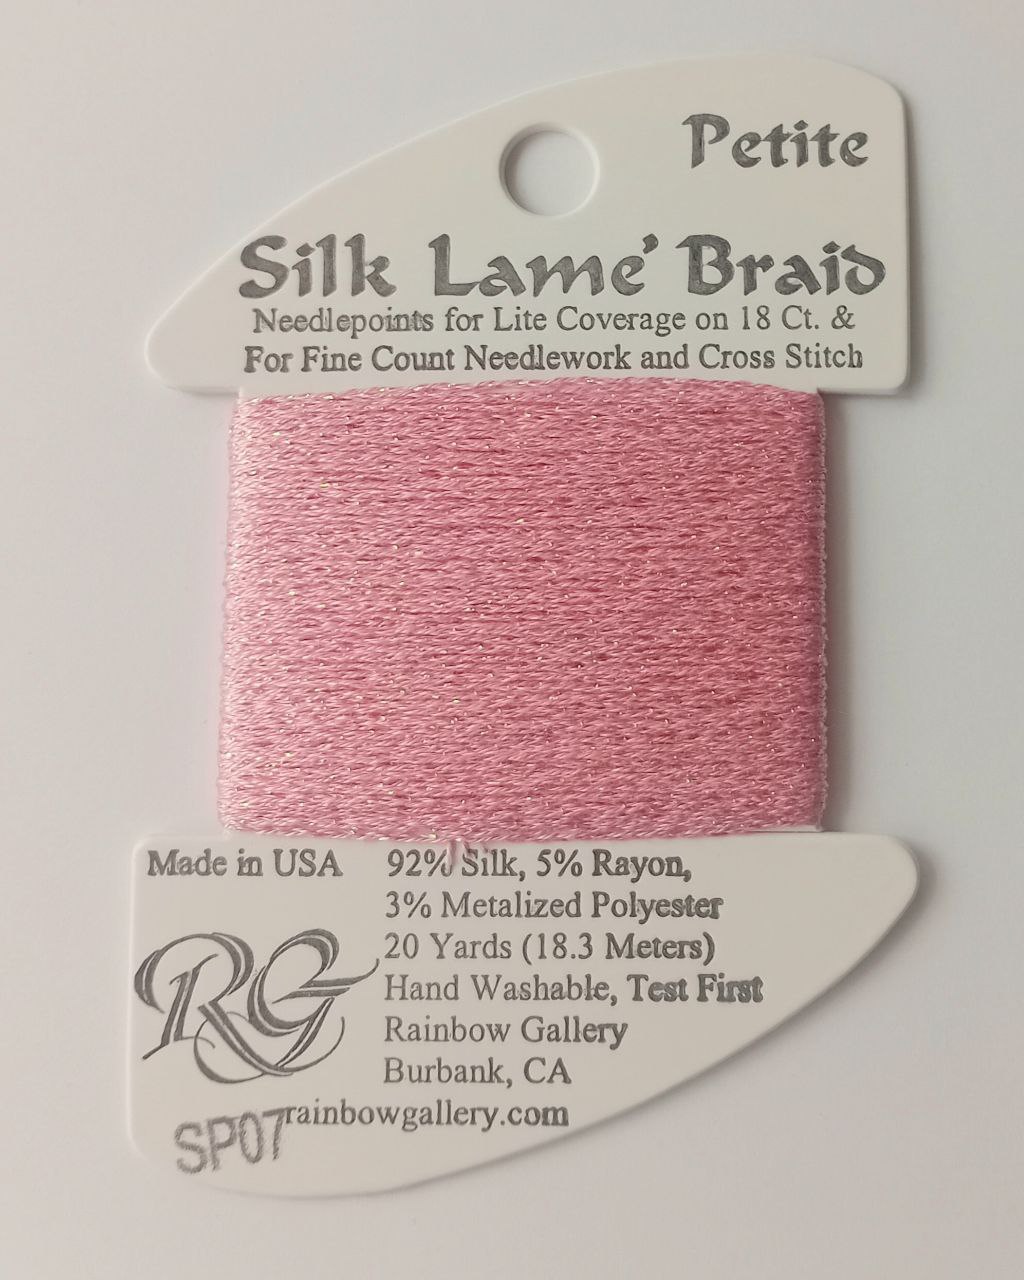 Petite
Silk Lamé Braid
Needlepoints for Lite Coverage on 18 Ct. &
For Fine Count Needlework and Cross Stitch
Made in USA
92% Silk, 5% Rayon,
3% Metalized Polyester
20 Yards (18.3 Meters)
Hand Washable, Test First
Rainbow Gallery
Burbank, CA
rainbowgallery.com
RG
SP07